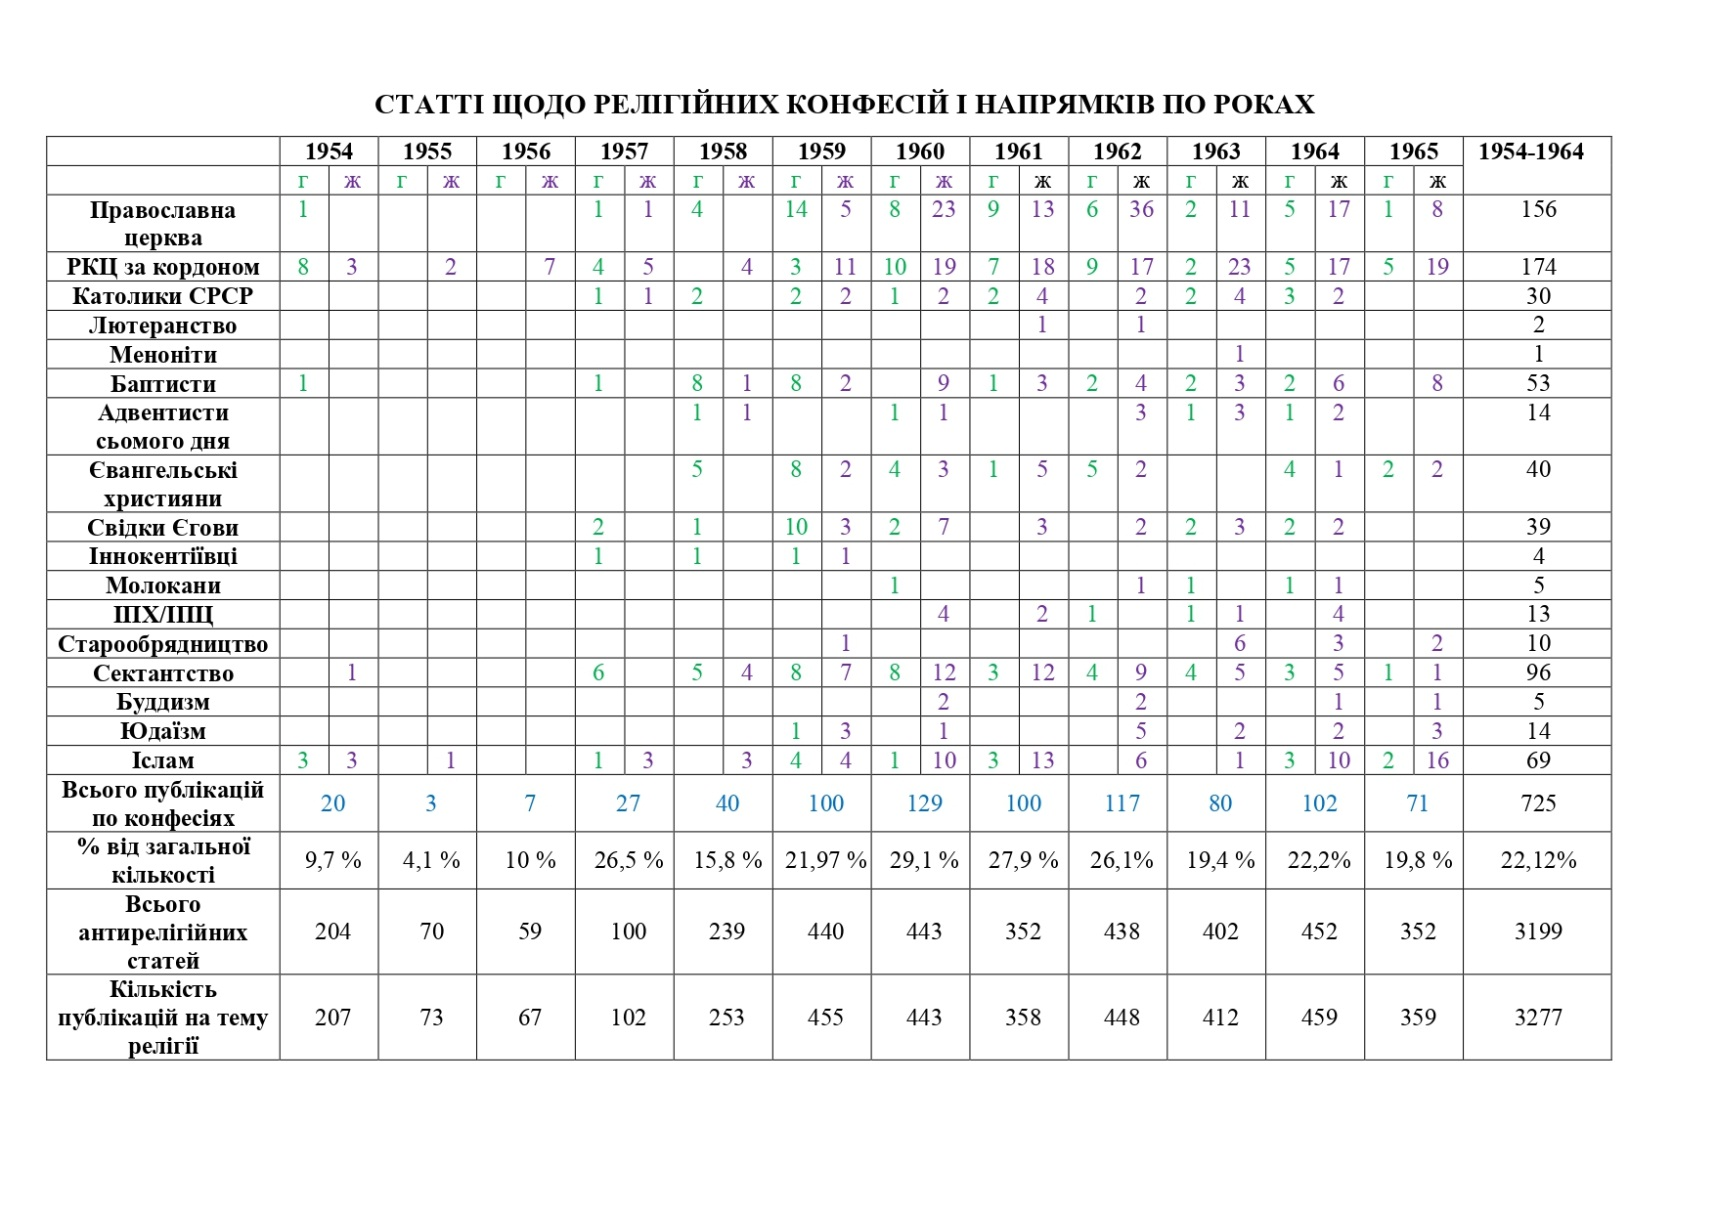 СТАТТІ ЩОДО РЕЛІГІЙНИХ КОНФЕСІЙ І НАПРЯМКІВ ПО РОКАХ
1954 1955 1956 1957 1958 1959 1960 1961 1962 1963 1964 1965 1954-1964
г ж г ж г ж г ж г ж г ж г ж г ж г ж г ж г ж г ж
Православна
церква
1 1 1 4 14 5 8 23 9 13 6 36 2 11 5 17 1 8 156
РКЦ за кордоном 8 3 2 7 4 5 4 3 11 10 19 7 18 9 17 2 23 5 17 5 19 174
Католики СРСР 1 1 2 2 2 1 2 2 4 2 2 4 3 2 30
Лютеранство 1 1 2
Меноніти 1 1
Баптисти 1 1 8 1 8 2 9 1 3 2 4 2 3 2 6 8 53
Адвентисти
сьомого дня
1 1 1 1 3 1 3 1 2 14
Євангельські
християни
5 8 2 4 3 1 5 5 2 4 1 2 2 40
Свідки Єгови 2 1 10 3 2 7 3 2 2 3 2 2 39
Іннокентіївці 1 1 1 1 4
Молокани 1 1 1 1 1 5
ІПХ/ІПЦ 4 2 1 1 1 4 13
Старообрядництво 1 6 3 2 10
Сектантство 1 6 5 4 8 7 8 12 3 12 4 9 4 5 3 5 1 1 96
Буддизм 2 2 1 1 5
Юдаїзм 1 3 1 5 2 2 3 14
Іслам 3 3 1 1 3 3 4 4 1 10 3 13 6 1 3 10 2 16 69
Всього публікацій
по конфесіях
20 3 7 27 40 100 129 100 117 80 102 71 725
% від загальної
кількості
9,7 % 4,1 % 10 % 26,5 % 15,8 % 21,97 % 29,1 % 27,9 % 26,1% 19,4 % 22,2% 19,8 % 22,12%
Всього
антирелігійних
статей
204 70 59 100 239 440 443 352 438 402 452 352 3199
Кількість
публікацій на тему
релігії
207 73 67 102 253 455 443 358 448 412 459 359 3277